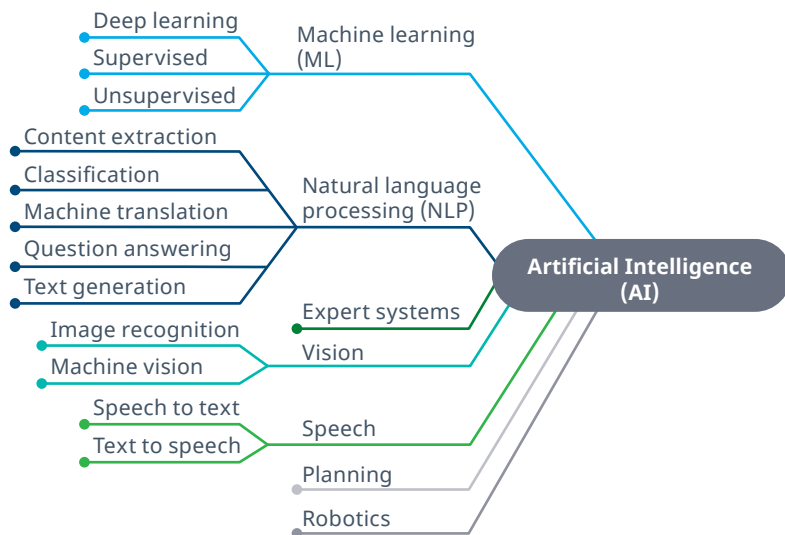 Deep learning
Supervised
Unsupervised
Machine learning
(ML)
Content extraction
Classification
Machine translation
Question answering
Text generation
Natural language
processing (NLP)
Artificial Intelligence
(AI)
Expert systems
Image recognition
Machine vision
Vision
Speech to text
Text to speech
Speech
Planning
Robotics